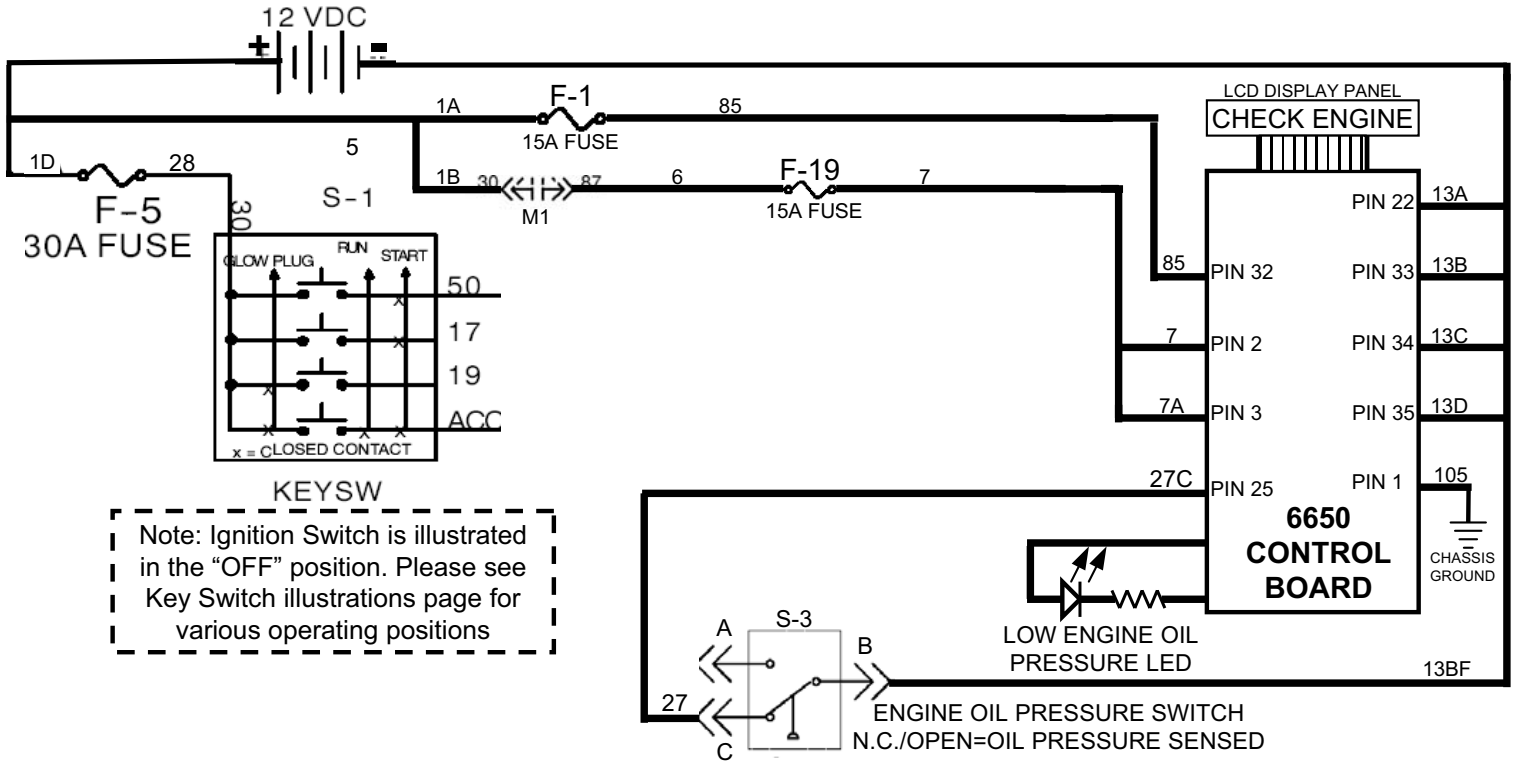 12 VDC
+
-
LCD DISPLAY PANEL
CHECK ENGINE
1A
F-1
15A FUSE
85
5
1D
28
F-5
30A FUSE
S-1
1B
30
87
M1
6
F-19
15A FUSE
7
30
GLOW PLUG
RUN
START
50
17
19
ACC
x
x
x
x
x
x
x = CLOSED CONTACT
KEYSW
Note: Ignition Switch is illustrated
in the “OFF” position. Please see
Key Switch illustrations page for
various operating positions
PIN 22
13A
85
PIN 32
PIN 33
13B
7
PIN 2
PIN 34
13C
7A
PIN 3
PIN 35
13D
27C
PIN 25
PIN 1
105
6650
CONTROL
BOARD
CHASSIS
GROUND
LOW ENGINE OIL
PRESSURE LED
S-3
A
B
27
C
13BF
ENGINE OIL PRESSURE SWITCH
N.C./OPEN=OIL PRESSURE SENSED